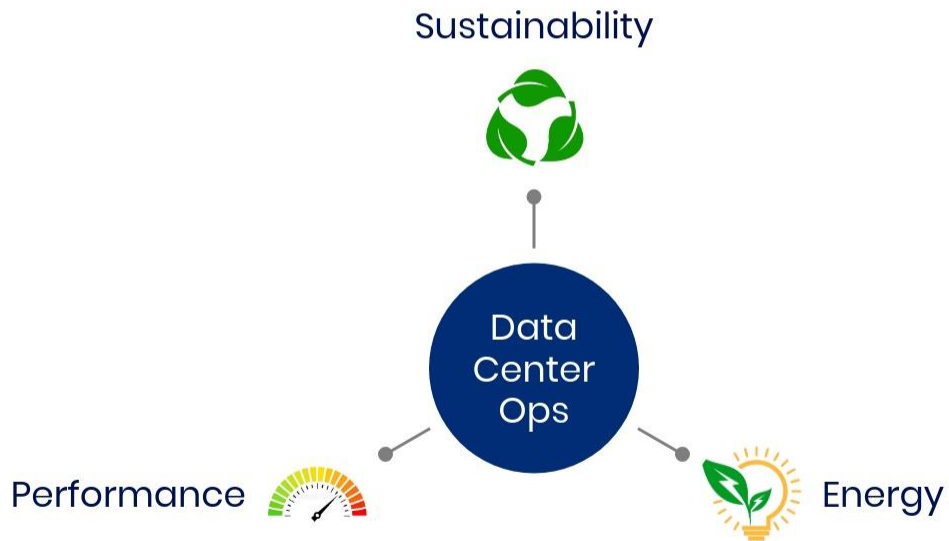 Sustainability
Data
Center
Ops
Performance
Energy